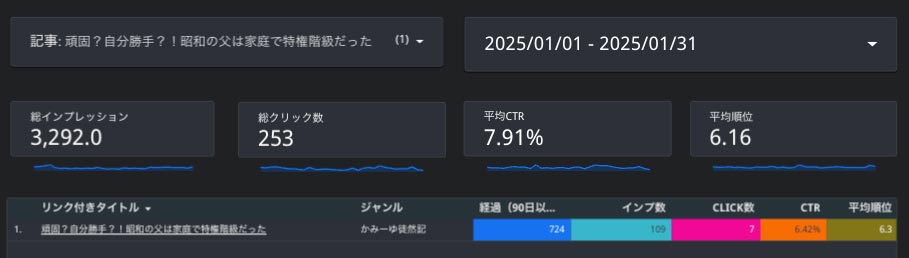 記事: 頑固？自分勝手？！昭和の父は家庭で特権階級だった (1)
2025/01/01 - 2025/01/31
総インプレッション
3,292.0
総クリック数
253
平均CTR
7.91%
平均順位
6.16
リンク付きタイトル ジャンル 経過（90日以... インプ数 CLICK数 CTR 平均順位
1. 頑固？自分勝手？！昭和の父は家庭で特権階級だった かみーゆ徒然記 724 109 7 6.42% 6.3